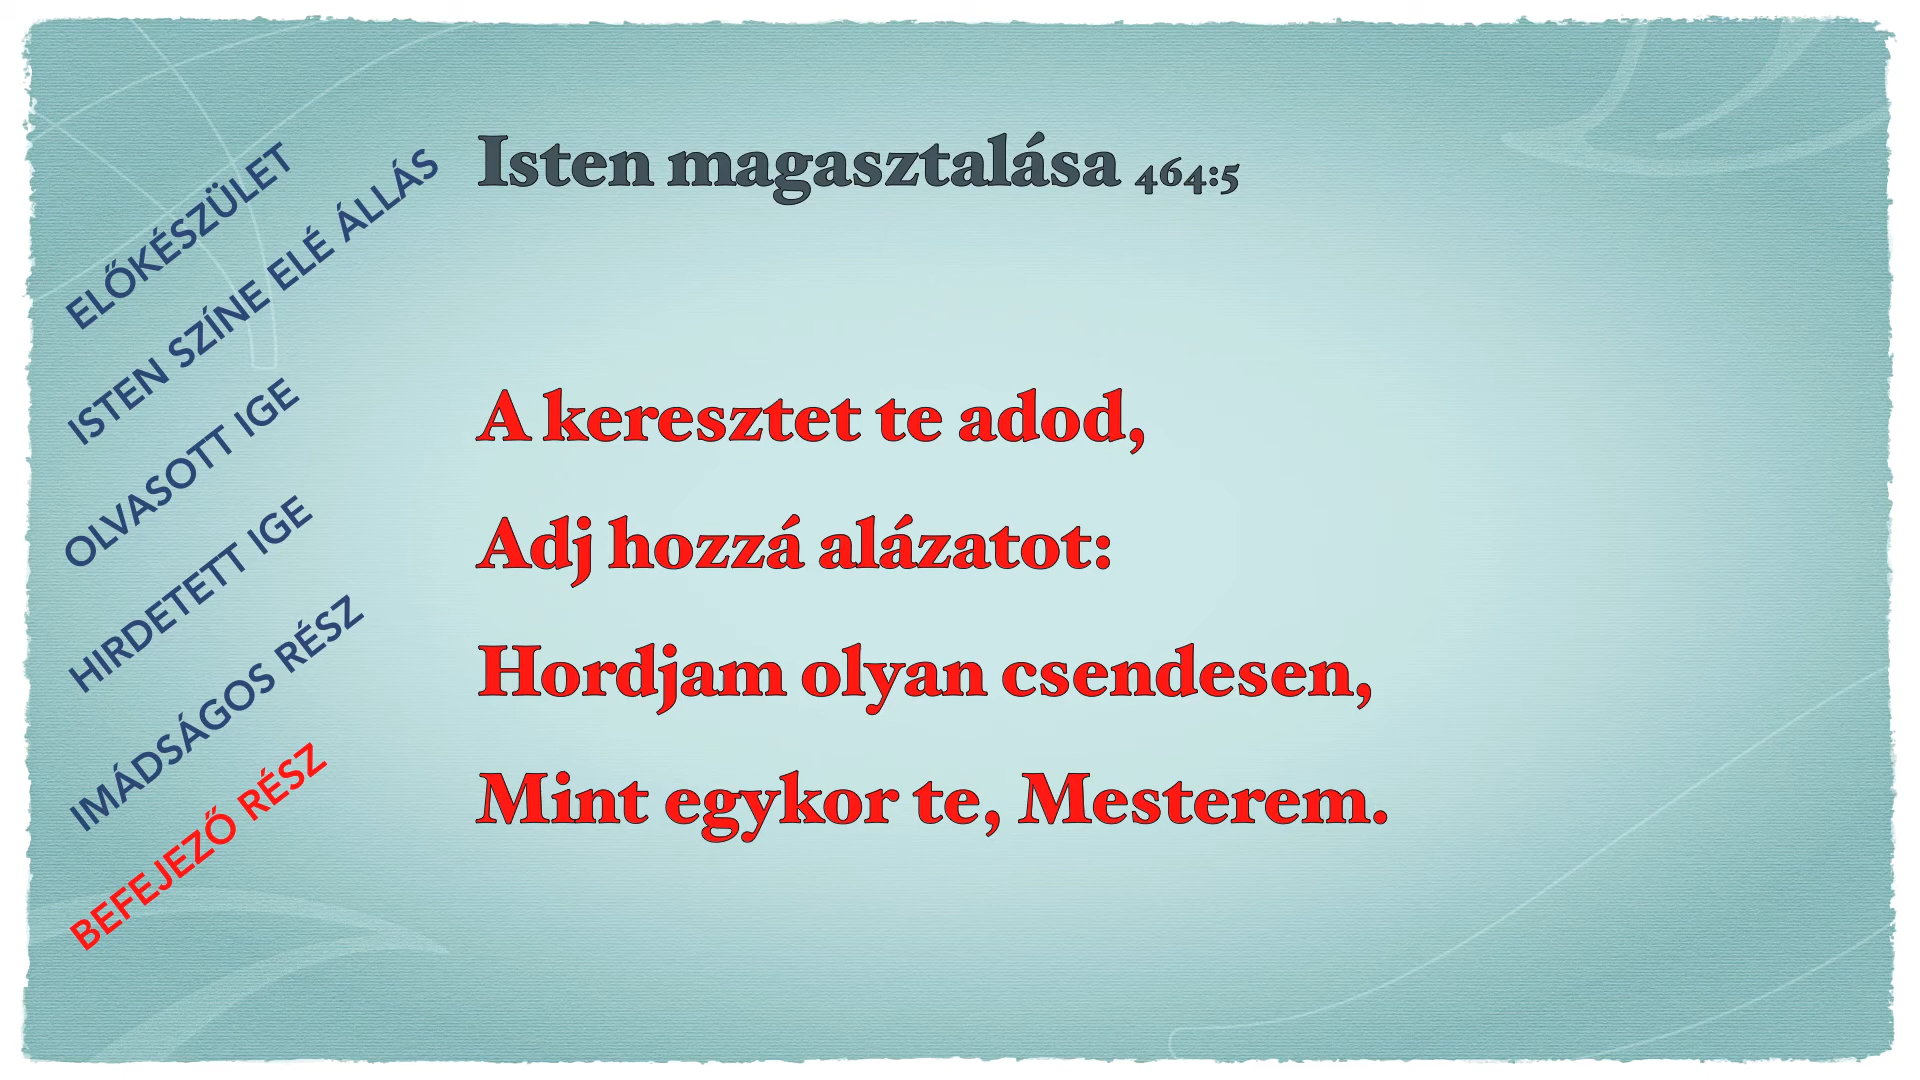 Isten magasztalása 464:5
ELŐKÉSZÜLET
ISTEN SZÍNE ELÉ ÁLLÁS
OLVASOTT IGE
HIRDETETT IGE
IMÁDSÁGOS RÉSZ
BEFEJEZŐ RÉSZ
A keresztet te adod,
Adj hozzá alázatot:
Hordjam olyan csendesen,
Mint egykor te, Mesterem.